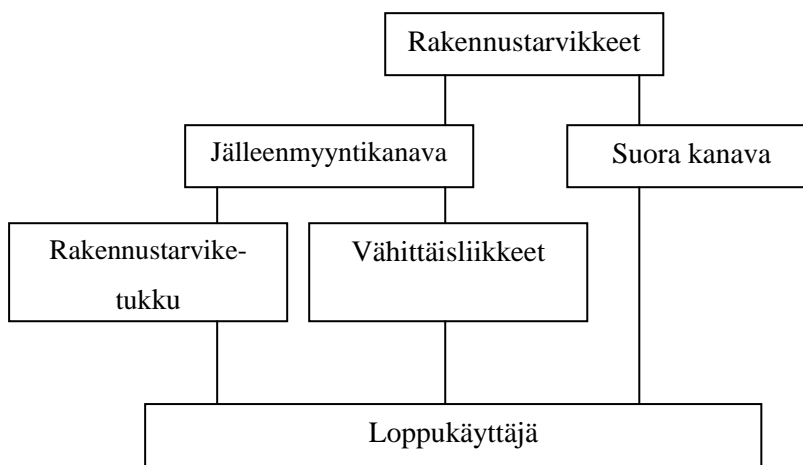 Rakennustarvikkeet
Jälleenmyyntikanava
Suora kanava
Rakennustarvike-
tukku
Vähittäisliikkeet
Loppukäyttäjä